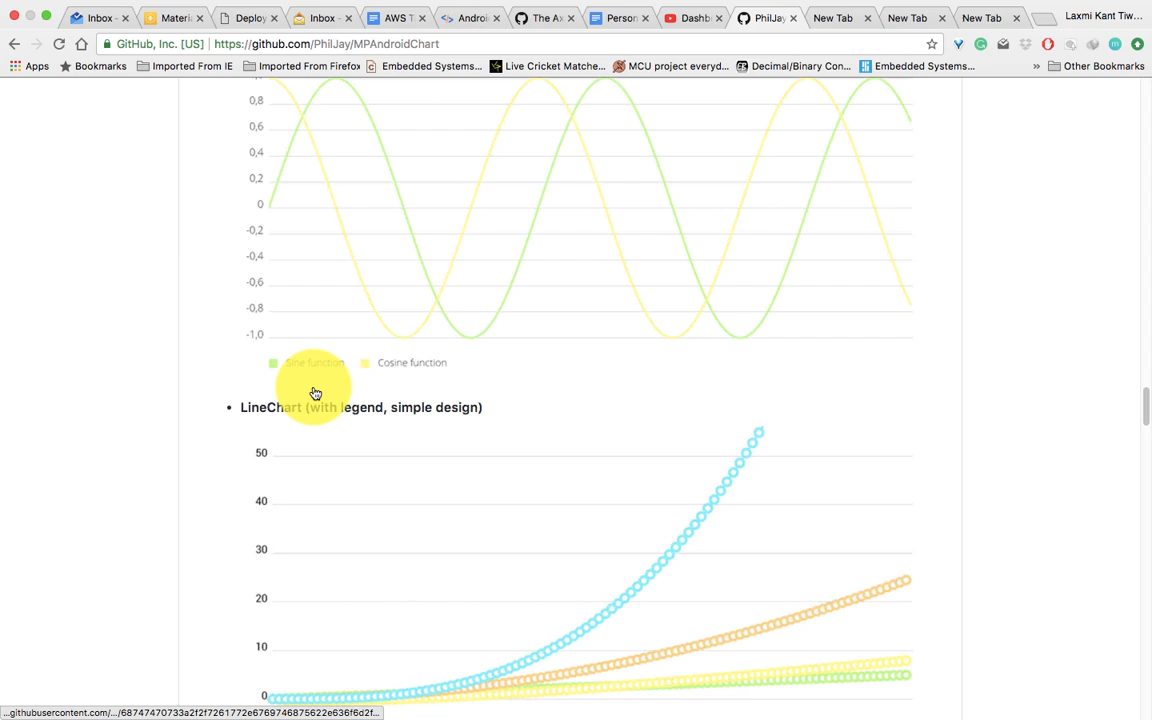 Inbox -
Materi
Deploy
Inbox -
AWS T
Androi
The Ax
Person
Dashb
PhilJay
New Tab
New Tab
New Tab
Laxmi Kant Tiw...
GitHub, Inc. [US] https://github.com/PhilJay/MPAndroidChart
Apps Bookmarks Imported From IE Imported From Firefox Embedded Systems... Live Cricket Matche... MCU project everyd... Decimal/Binary Con... Embedded Systems... » Other Bookmarks
0,8
0,6
0,4
0,2
0
-0,2
-0,4
-0,6
-0,8
-1,0
Sine function Cosine function
• LineChart (with legend, simple design)
50
40
30
20
10
0